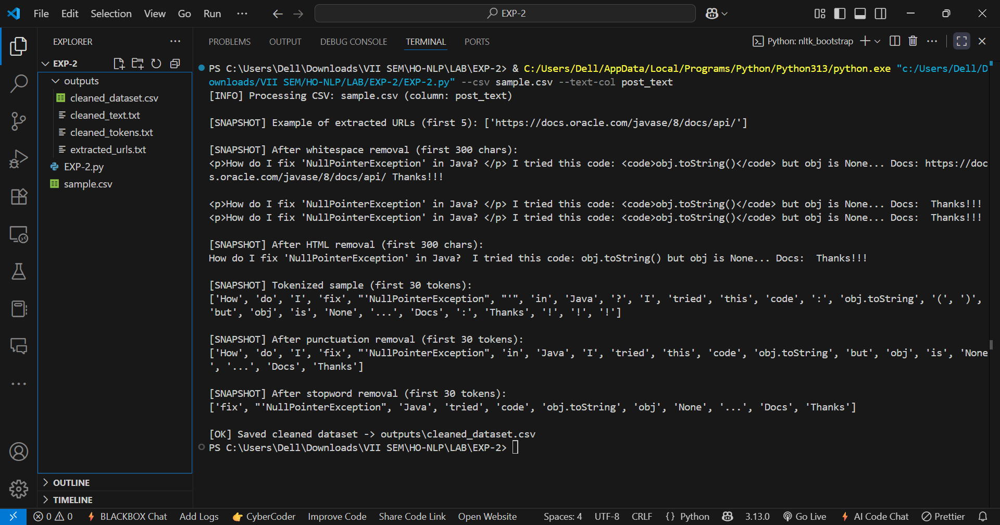 File Edit Selection View Go Run ··· EXP-2
EXPLORER ···
EXP-2
outputs
cleaned_dataset.csv
cleaned_text.txt
cleaned_tokens.txt
extracted_urls.txt
EXP-2.py
sample.csv
OUTLINE
TIMELINE
PROBLEMS OUTPUT DEBUG CONSOLE TERMINAL PORTS Python: nltk_bootstrap
PS C:\Users\Dell\Downloads\VII SEM\HO-NLP\LAB\EXP-2> & C:/Users/Dell/AppData/Local/Programs/Python/Python313/python.exe "c:/Users/Dell/D
ownloads/VII SEM/HO-NLP/LAB/EXP-2/EXP-2.py" --csv sample.csv --text-col post_text
[INFO] Processing CSV: sample.csv (column: post_text)
[SNAPSHOT] Example of extracted URLs (first 5): ['https://docs.oracle.com/javase/8/docs/api/']
[SNAPSHOT] After whitespace removal (first 300 chars):
<p>How do I fix 'NullPointerException' in Java? </p> I tried this code: <code>obj.toString()</code> but obj is None... Docs: https://doc
s.oracle.com/javase/8/docs/api/ Thanks!!!
<p>How do I fix 'NullPointerException' in Java? </p> I tried this code: <code>obj.toString()</code> but obj is None... Docs:  Thanks!!!
<p>How do I fix 'NullPointerException' in Java? </p> I tried this code: <code>obj.toString()</code> but obj is None... Docs:  Thanks!!!
[SNAPSHOT] After HTML removal (first 300 chars):
How do I fix 'NullPointerException' in Java?  I tried this code: obj.toString() but obj is None... Docs:  Thanks!!!
[SNAPSHOT] Tokenized sample (first 30 tokens):
['How', 'do', 'I', 'fix', "'NullPointerException", "'", 'in', 'Java', '?', 'I', 'tried', 'this', 'code', ':', 'obj.toString', '(', ')',
'but', 'obj', 'is', 'None', '...', 'Docs', ':', 'Thanks', '!', '!', '!']
[SNAPSHOT] After punctuation removal (first 30 tokens):
['How', 'do', 'I', 'fix', "'NullPointerException", 'in', 'Java', 'I', 'tried', 'this', 'code', 'obj.toString', 'but', 'obj', 'is', 'None
', '...', 'Docs', 'Thanks']
[SNAPSHOT] After stopword removal (first 30 tokens):
['fix', "'NullPointerException", 'Java', 'tried', 'code', 'obj.toString', 'obj', 'None', '...', 'Docs', 'Thanks']
[OK] Saved cleaned dataset -> outputs\cleaned_dataset.csv
PS C:\Users\Dell\Downloads\VII SEM\HO-NLP\LAB\EXP-2>
0 0 BLACKBOX Chat Add Logs CyberCoder Improve Code Share Code Link Open Website Spaces: 4 UTF-8 CRLF {} Python 3.13.0 Go Live AI Code Chat Prettier